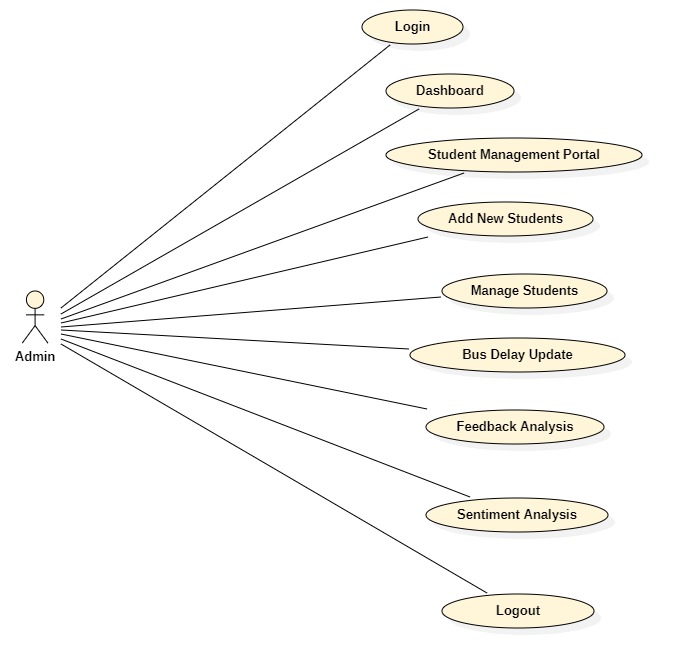 Login
Dashboard
Student Management Portal
Add New Students
Manage Students
Admin
Bus Delay Update
Feedback Analysis
Sentiment Analysis
Logout